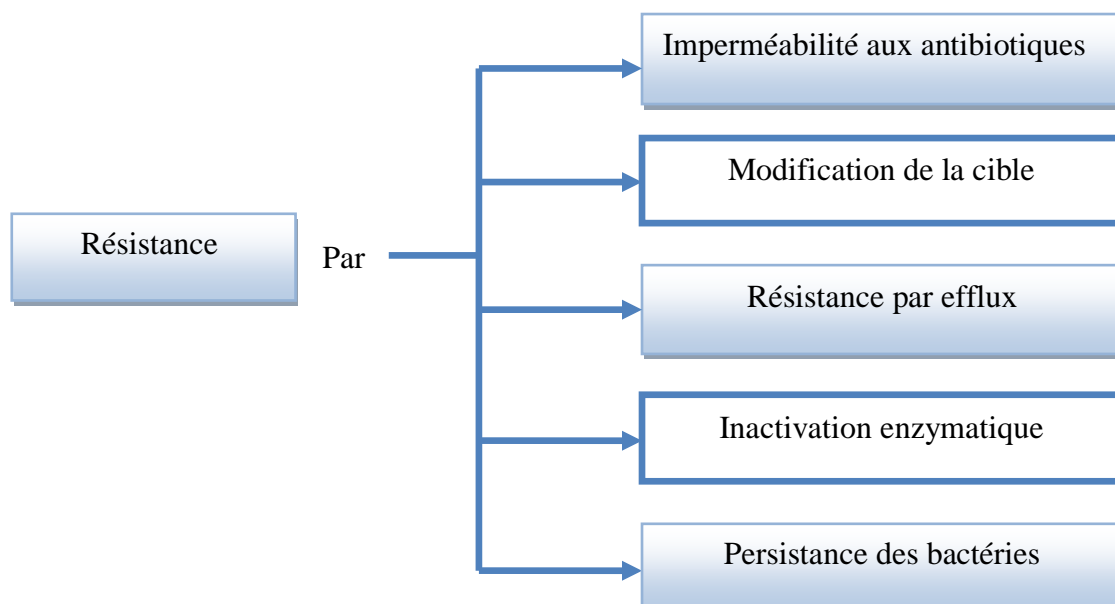 Imperméabilité aux antibiotiques
Modification de la cible
Résistance
Par
Résistance par efflux
Inactivation enzymatique
Persistance des bactéries